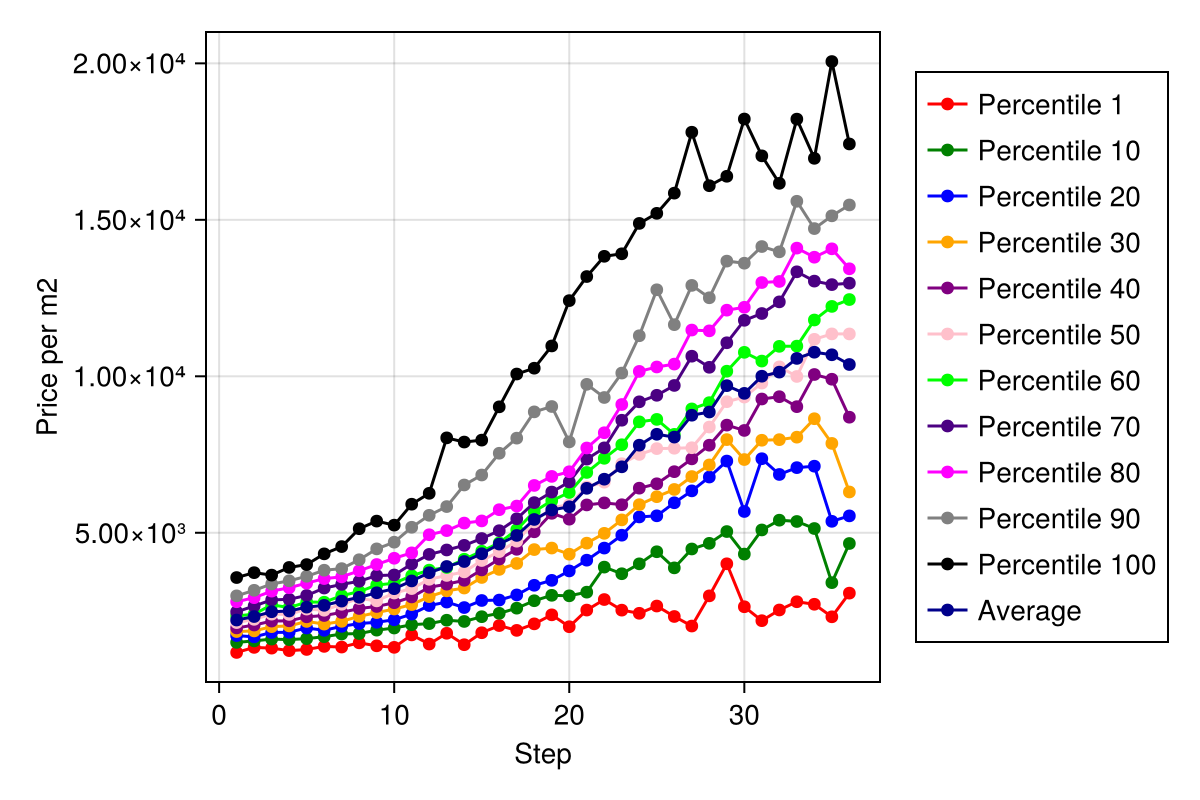 2.00×10⁴
1.50×10⁴
1.00×10⁴
5.00×10³
Price per m2
0 10 20 30
Step
Percentile 1
Percentile 10
Percentile 20
Percentile 30
Percentile 40
Percentile 50
Percentile 60
Percentile 70
Percentile 80
Percentile 90
Percentile 100
Average